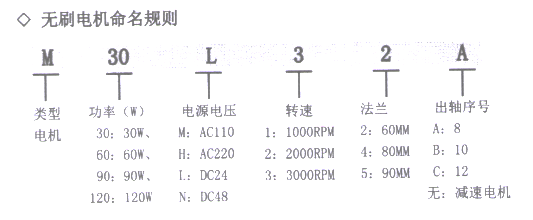 ◇ 无刷电机命名规则
M 30 L 3 2 A
类型 功率（W） 电源电压 转速 法兰 出轴序号
电机 30：30W、 M：AC110 1：1000RPM 2：60MM A：8
60：60W、 H：AC220 2：2000RPM 4：80MM B：10
90：90W、 L：DC24 3：3000RPM 5：90MM C：12
120：120W N：DC48 无：减速电机